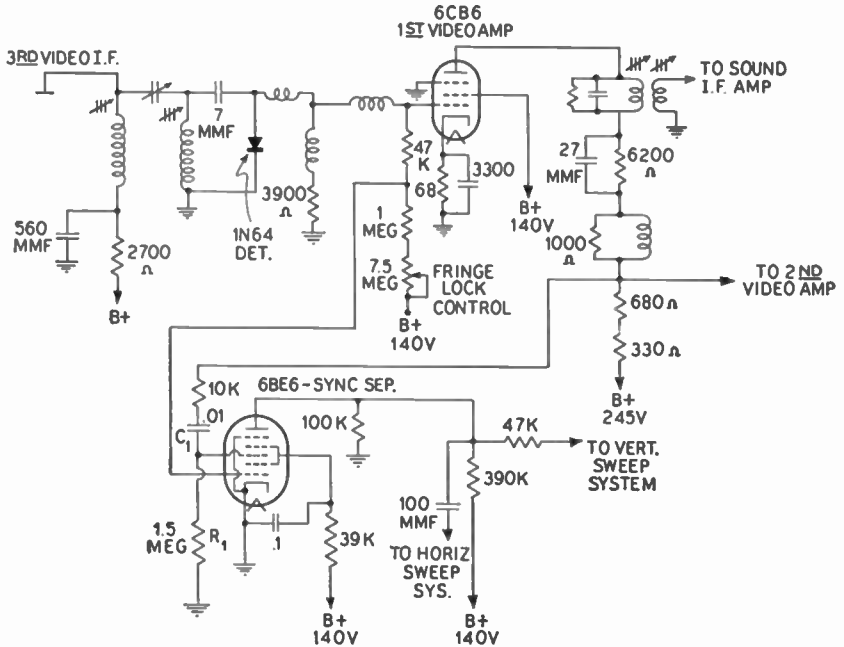 6CB6
1ST VIDEO AMP
3RD VIDEO I.F.
TO SOUND
I.F. AMP
7
MMF
47
K
3300
27
MMF
6200
Ω
68
3900
Ω
B+
140V
560
MMF
1
MEG
1000
Ω
2700
Ω
1N64
DET.
7.5
MEG
FRINGE
LOCK
CONTROL
TO 2ND
VIDEO AMP
B+
B+
140V
680Ω
330Ω
10K
6BE6-SYNC SEP.
B+
245V
.01
C1
100K
47K
TO VERT.
SWEEP
SYSTEM
390K
100
MMF
1.5
MEG
R1
.1
39K
TO HORIZ
SWEEP
SYS.
B+
140V
B+
140V